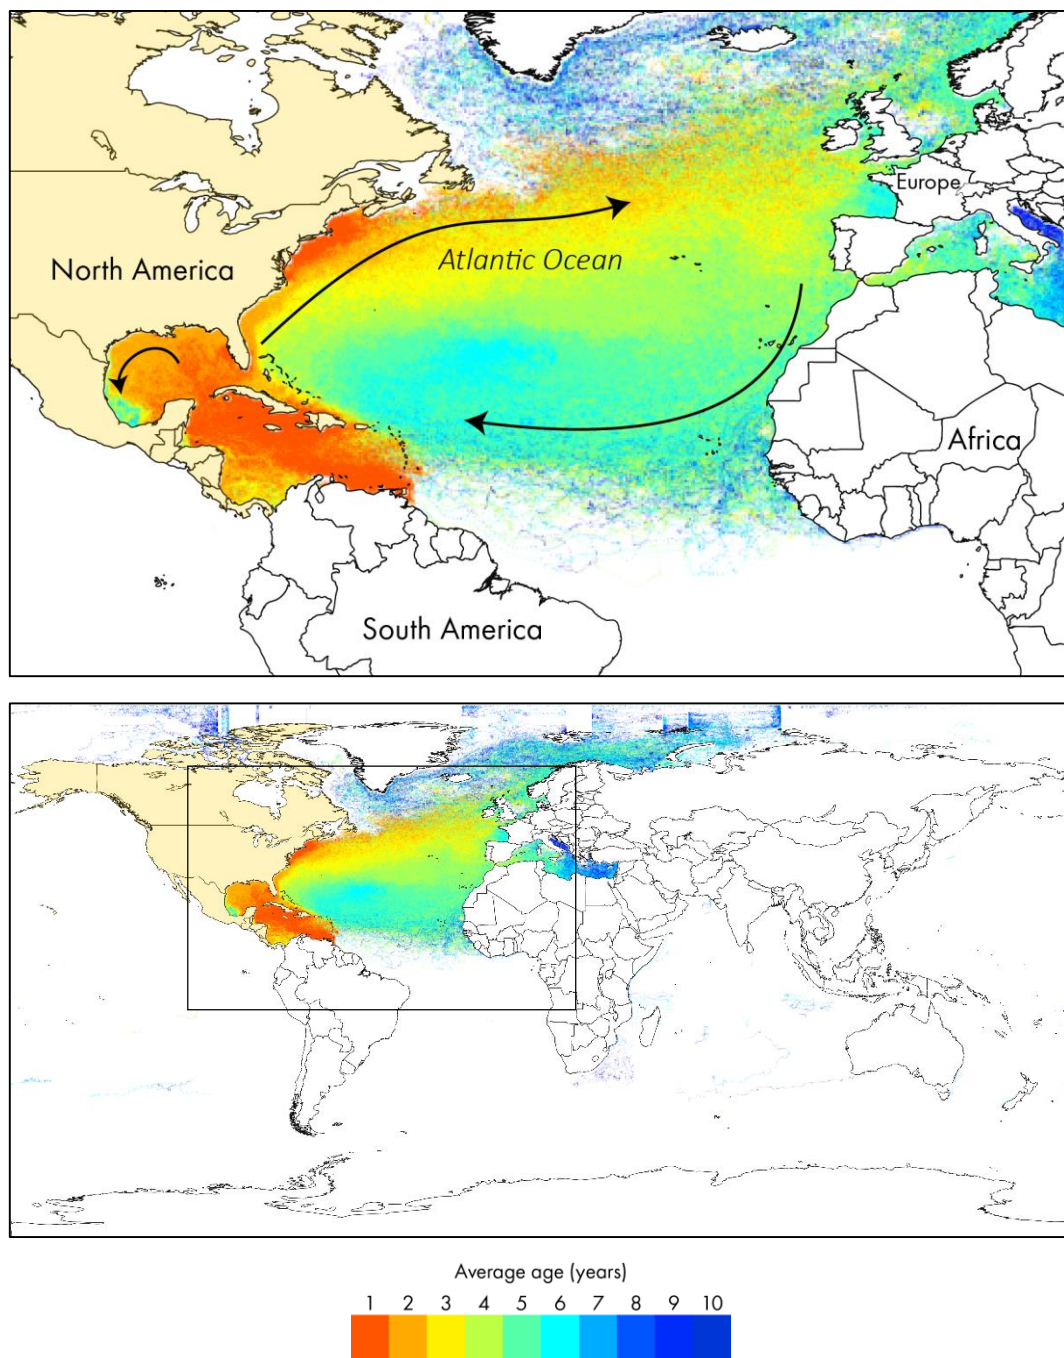 Europe
North America
Atlantic Ocean
Africa
South America
Average age (years)
1 2 3 4 5 6 7 8 9 10